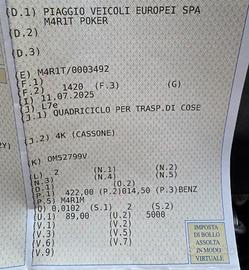 (D.1) PIAGGIO VEICOLI EUROPEI SPA
M4R1T POKER
(D.2)
(D.3)
(E) M4R1T/0003492
(F.1)
(F.2) 1420 (F.3) (G)
(I) 11.07.2025
(J) L7e
(J.1) QUADRICICLO PER TRASP.DI COSE
(J.2) 4K (CASSONE)
(K) OM52799V
(L) 2 (N.1) (N.2)
(N.3) (N.4) (N.5)
(O.1) (O.2)
(P.1) 422,00 (P.2)014,50 (P.3)BENZ
(P.5) M4R1M
(Q) 0,0102 (S.1) 2 (S.2)
(U.1) 89,00 (U.2) 5000
(V.1) (V.2)
(V.3) (V.5)
(V.6) (V.7)
(V.9)
IMPOSTA
DI BOLLO
ASSOLTA
IN MODO
VIRTUALE